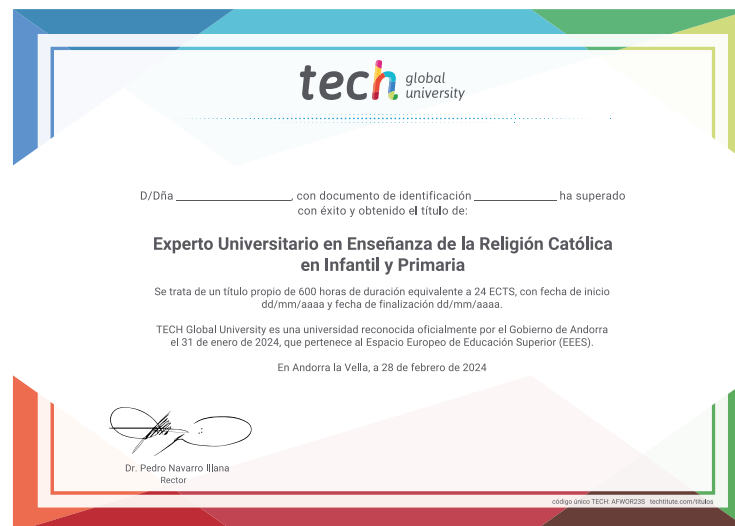 tech global university
D/Dña ____________________, con documento de identificación ______________ ha superado
con éxito y obtenido el título de:
Experto Universitario en Enseñanza de la Religión Católica
en Infantil y Primaria
Se trata de un título propio de 600 horas de duración equivalente a 24 ECTS, con fecha de inicio
dd/mm/aaaa y fecha de finalización dd/mm/aaaa.
TECH Global University es una universidad reconocida oficialmente por el Gobierno de Andorra
el 31 de enero de 2024, que pertenece al Espacio Europeo de Educación Superior (EEES).
En Andorra la Vella, a 28 de febrero de 2024
Dr. Pedro Navarro Illana
Rector
código único TECH: AFWOR23S techtitute.com/titulos